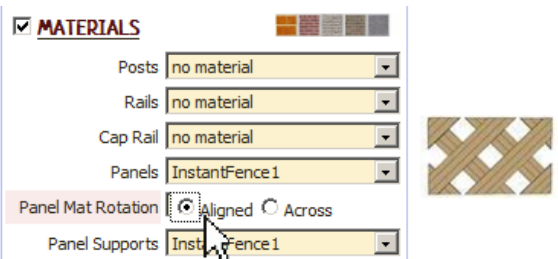 MATERIALS
Posts no material
Rails no material
Cap Rail no material
Panels InstantFence1
Panel Mat Rotation Aligned Across
Panel Supports InstantFence1